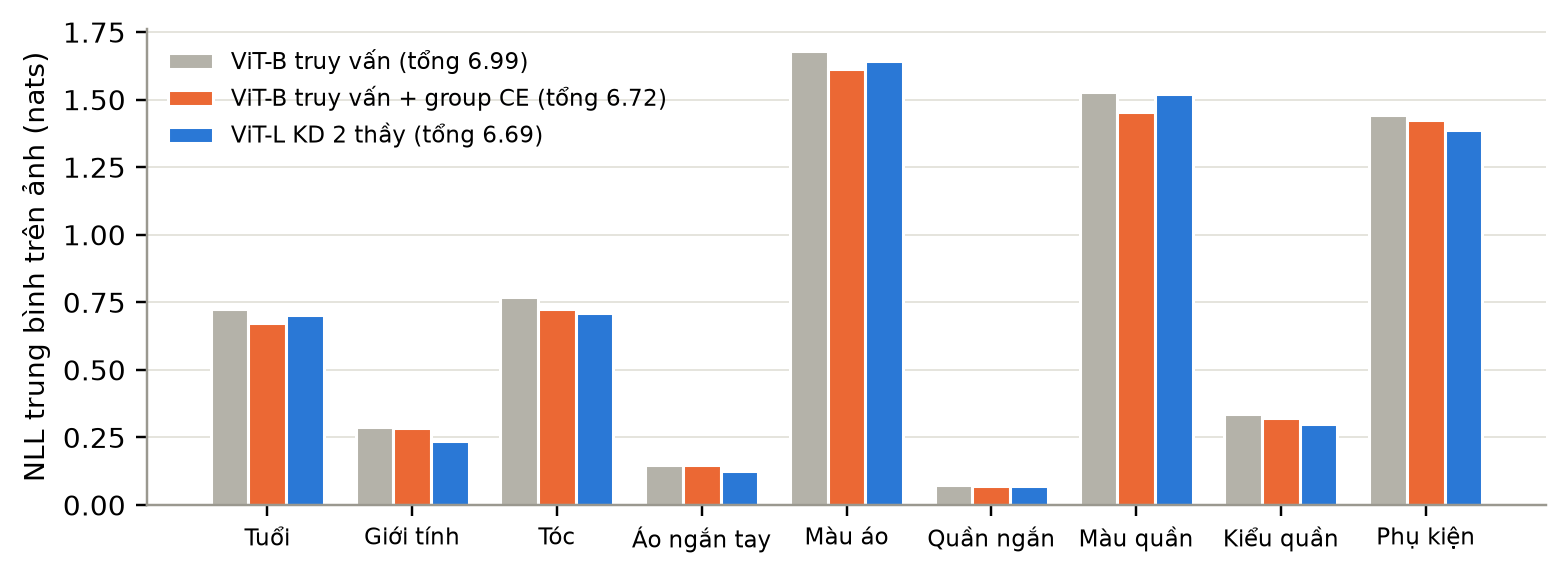 NLL trung bình trên ảnh (nats)
1.75
1.50
1.25
1.00
0.75
0.50
0.25
0.00
ViT-B truy vấn (tổng 6.99)
ViT-B truy vấn + group CE (tổng 6.72)
ViT-L KD 2 thầy (tổng 6.69)
Tuổi
Giới tính
Tóc
Áo ngắn tay
Màu áo
Quần ngắn
Màu quần
Kiểu quần
Phụ kiện